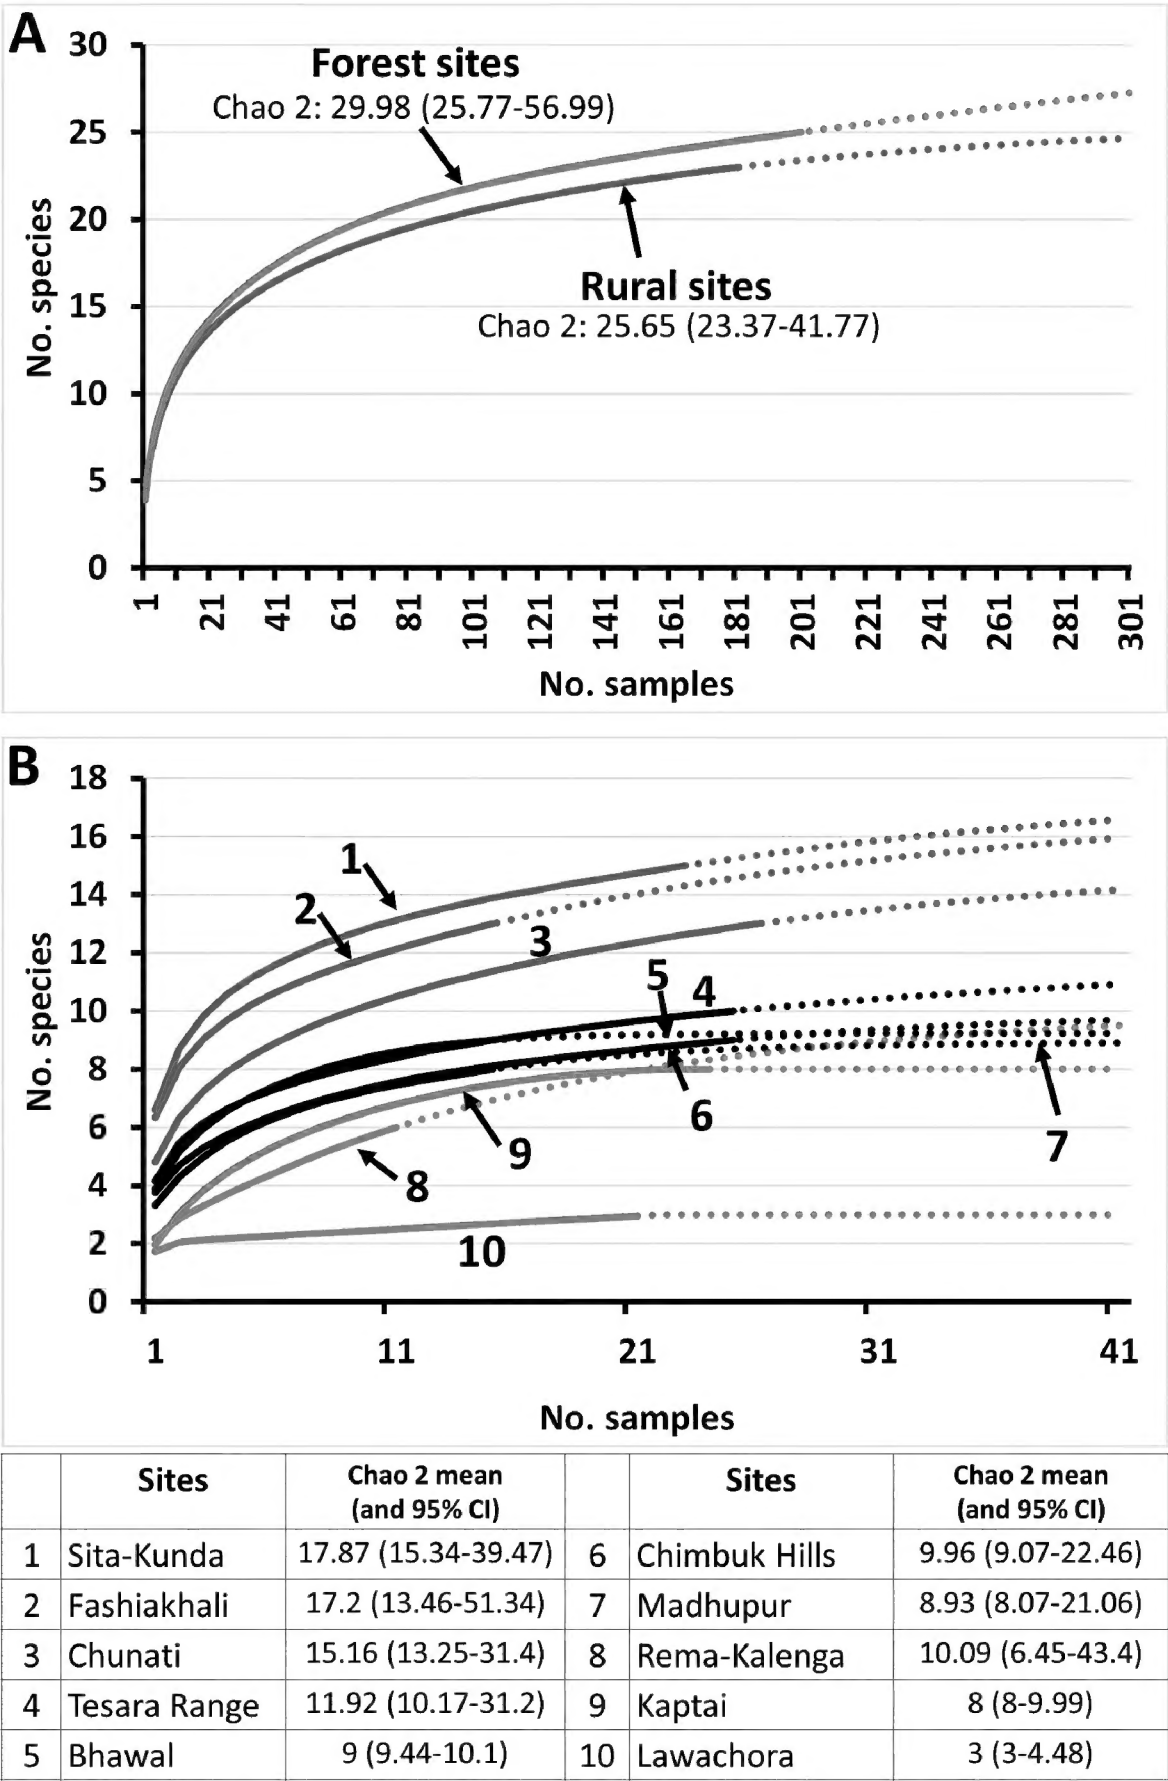 A
30
25
20
15
10
5
0
No. species
Forest sites
Chao 2: 29.98 (25.77-56.99)
Rural sites
Chao 2: 25.65 (23.37-41.77)
1 21 41 61 81 101 121 141 161 181 201 221 241 261 281 301
No. samples
B
18
16
14
12
10
8
6
4
2
0
No. species
1
2
3
5
4
6
7
9
8
10
1 11 21 31 41
No. samples
Sites Chao 2 mean (and 95% CI) Sites Chao 2 mean (and 95% CI)
1 Sita-Kunda 17.87 (15.34-39.47) 6 Chimbuk Hills 9.96 (9.07-22.46)
2 Fashiakhali 17.2 (13.46-51.34) 7 Madhupur 8.93 (8.07-21.06)
3 Chunati 15.16 (13.25-31.4) 8 Rema-Kalenga 10.09 (6.45-43.4)
4 Tesara Range 11.92 (10.17-31.2) 9 Kaptai 8 (8-9.99)
5 Bhawal 9 (9.44-10.1) 10 Lawachora 3 (3-4.48)